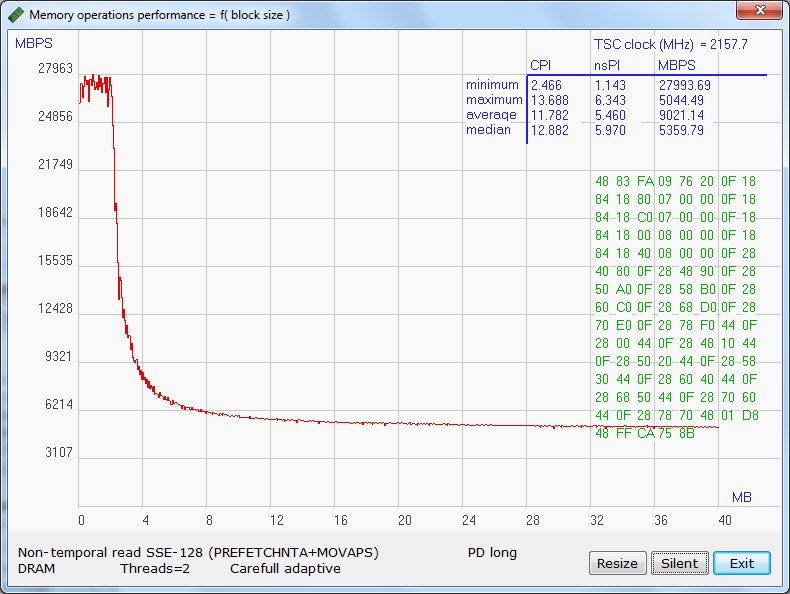 Memory operations performance = f( block size )
MBPS
TSC clock (MHz) = 2157.7
CPI nsPI MBPS
minimum 2.466 1.143 27993.69
maximum 13.688 6.343 5044.49
average 11.782 5.460 9021.14
median 12.882 5.970 5359.79
27963
24856
21749
18642
15535
12428
9321
6214
3107
48 83 FA 09 76 20 0F 18
84 18 80 07 00 00 0F 18
84 18 C0 07 00 00 0F 18
84 18 00 08 00 00 0F 18
84 18 40 08 00 00 0F 28
40 80 0F 28 48 90 0F 28
50 A0 0F 28 58 B0 0F 28
60 C0 0F 28 68 D0 0F 28
70 E0 0F 28 78 F0 44 0F
28 00 44 0F 28 48 10 44
0F 28 50 20 44 0F 28 58
30 44 0F 28 60 40 44 0F
28 68 50 44 0F 28 70 60
44 0F 28 78 70 48 01 D8
48 FF CA 75 8B
MB
0 4 8 12 16 20 24 28 32 36 40
Non-temporal read SSE-128 (PREFETCHNTA+MOVAPS) PD long
DRAM Threads=2 Carefull adaptive
Resize Silent Exit